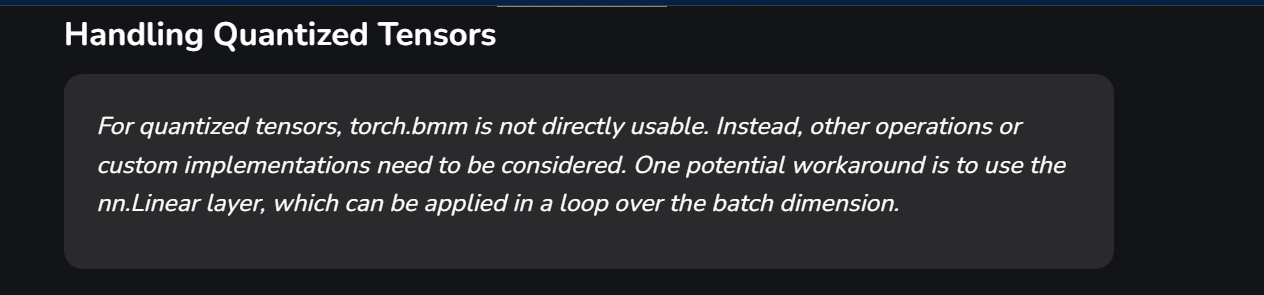 Handling Quantized Tensors
For quantized tensors, torch.bmm is not directly usable. Instead, other operations or
custom implementations need to be considered. One potential workaround is to use the
nn.Linear layer, which can be applied in a loop over the batch dimension.